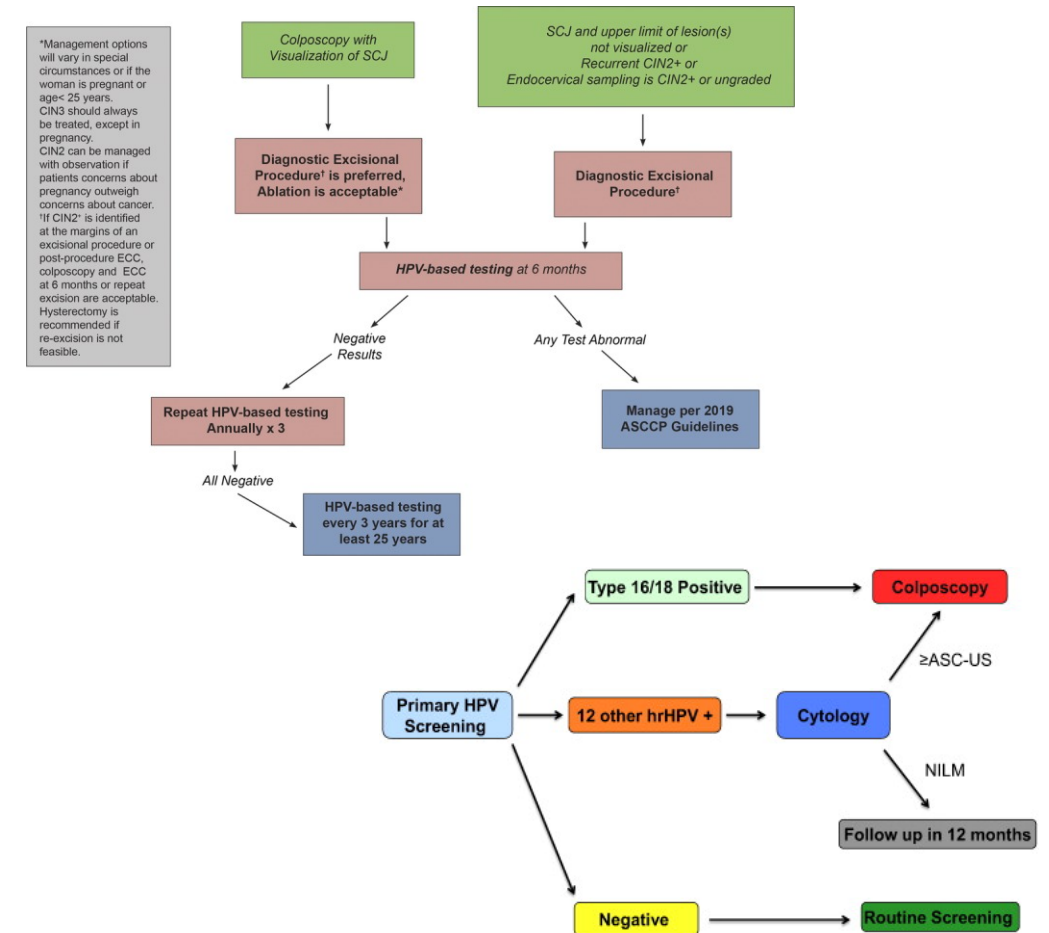 *Management options
will vary in special
circumstances or if the
woman is pregnant or
age< 25 years.
CIN3 should always
be treated, except in
pregnancy.
CIN2 can be managed
with observation if
patients concerns about
pregnancy outweigh
concerns about cancer.
†If CIN2⁺ is identified
at the margins of an
excisional procedure or
post-procedure ECC,
colposcopy and ECC
at 6 months or repeat
excision are acceptable.
Hysterectomy is
recommended if
re-excision is not
feasible.
Colposcopy with
Visualization of SCJ
SCJ and upper limit of lesion(s)
not visualized or
Recurrent CIN2+ or
Endocervical sampling is CIN2+ or ungraded
Diagnostic Excisional
Procedure† is preferred,
Ablation is acceptable*
Diagnostic Excisional
Procedure†
HPV-based testing at 6 months
Negative
Results
Any Test Abnormal
Repeat HPV-based testing
Annually x 3
Manage per 2019
ASCCP Guidelines
All Negative
HPV-based testing
every 3 years for at
least 25 years
Type 16/18 Positive
Colposcopy
≥ASC-US
Primary HPV
Screening
12 other hrHPV +
Cytology
NILM
Follow up in 12 months
Negative
Routine Screening